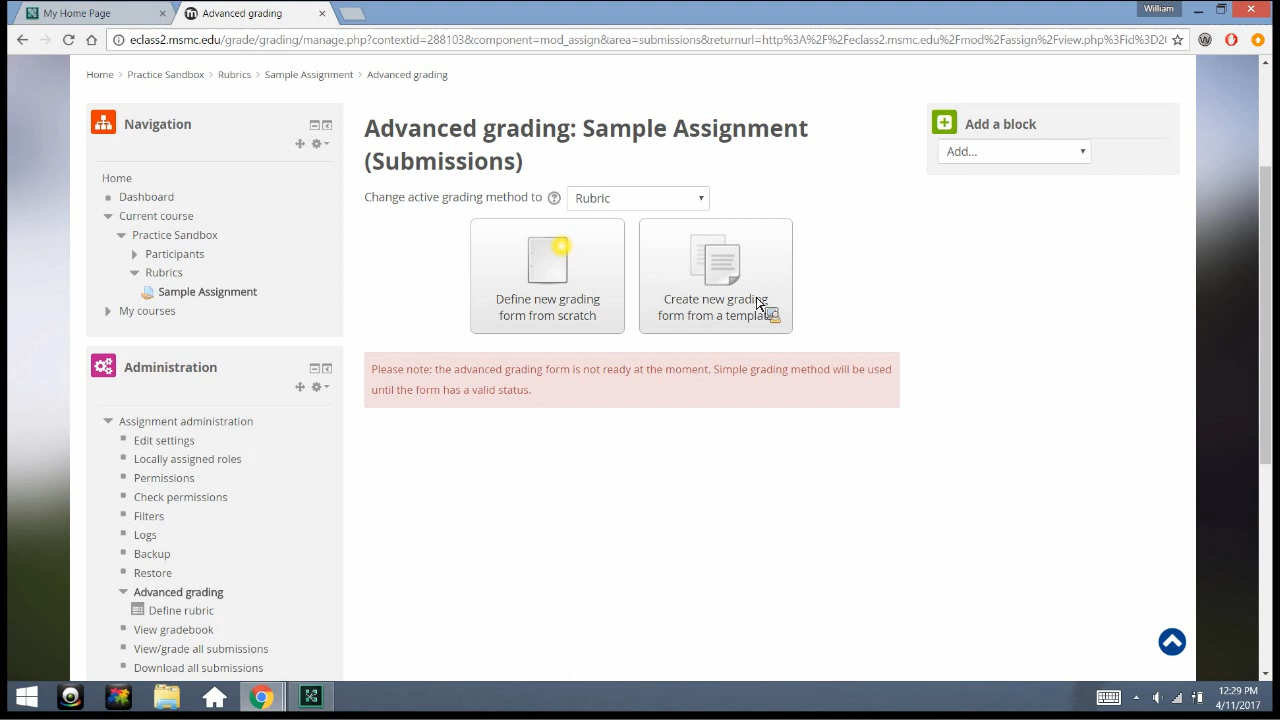 William
My Home Page
Advanced grading
eclass2.msmc.edu/grade/grading/manage.php?contextid=288103&component=mod_assign&area=submissions&returnurl=http%3A%2F%2Feclass2.msmc.edu%2Fmod%2Fassign%2Fview.php%3Fid%3D2
Home > Practice Sandbox > Rubrics > Sample Assignment > Advanced grading
Navigation
Home
Dashboard
Current course
Practice Sandbox
Participants
Rubrics
Sample Assignment
My courses
Administration
Assignment administration
Edit settings
Locally assigned roles
Permissions
Check permissions
Filters
Logs
Backup
Restore
Advanced grading
Define rubric
View gradebook
View/grade all submissions
Download all submissions
Advanced grading: Sample Assignment
(Submissions)
Change active grading method to
Rubric
Define new grading
form from scratch
Create new grading
form from a template
Please note: the advanced grading form is not ready at the moment. Simple grading method will be used
until the form has a valid status.
Add a block
Add...
12:29 PM
4/11/2017